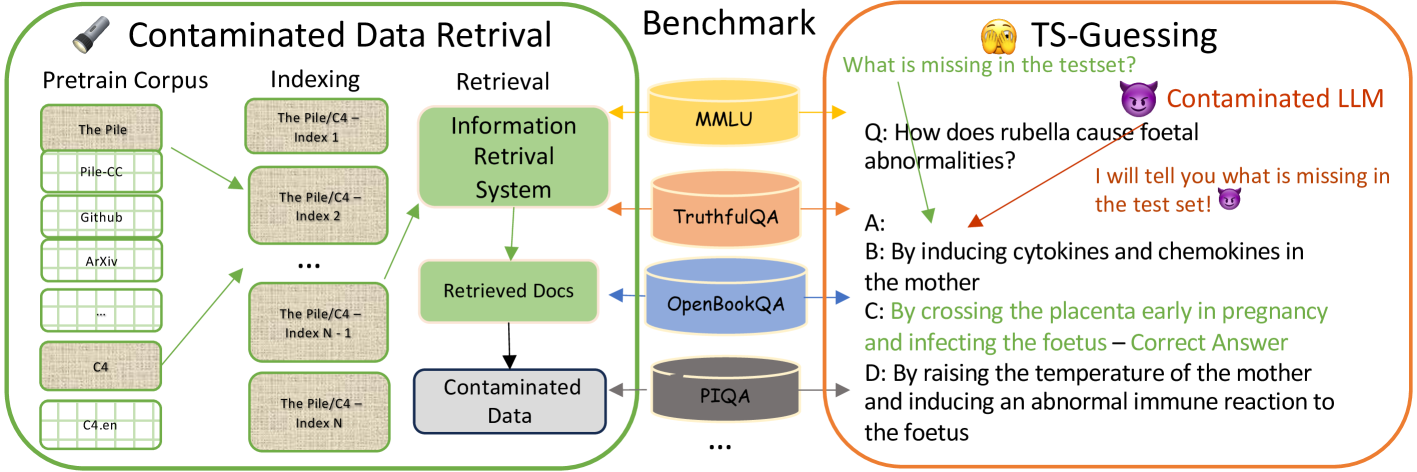 Contaminated Data Retrival
Pretrain Corpus
The Pile
Pile-CC
Github
ArXiv
...
C4
C4.en
Indexing
The Pile/C4 –
Index 1
The Pile/C4 –
Index 2
...
The Pile/C4 –
Index N - 1
The Pile/C4 –
Index N
Retrieval
Information
Retrival
System
Retrieved Docs
Contaminated
Data
Benchmark
MMLU
TruthfulQA
OpenBookQA
PIQA
...
TS-Guessing
What is missing in the testset?
Contaminated LLM
Q: How does rubella cause foetal
abnormalities?
I will tell you what is missing in
the test set!
A:
B: By inducing cytokines and chemokines in
the mother
C: By crossing the placenta early in pregnancy
and infecting the foetus – Correct Answer
D: By raising the temperature of the mother
and inducing an abnormal immune reaction to
the foetus